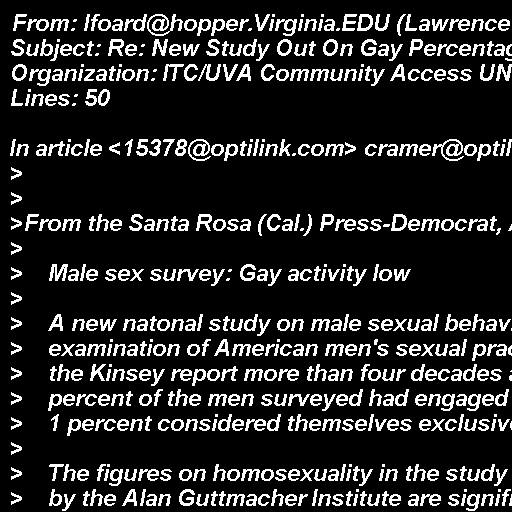 From: lfoard@hopper.Virginia.EDU (Lawrence
Subject: Re: New Study Out On Gay Percentag
Organization: ITC/UVA Community Access UN
Lines: 50

In article <15378@optilink.com> cramer@optil
>
>
>From the Santa Rosa (Cal.) Press-Democrat, A
>
>    Male sex survey: Gay activity low
>
>    A new natonal study on male sexual behav
>    examination of American men's sexual prac
>    the Kinsey report more than four decades a
>    percent of the men surveyed had engaged
>    1 percent considered themselves exclusive
>
>    The figures on homosexuality in the study
>    by the Alan Guttmacher Institute are signifi